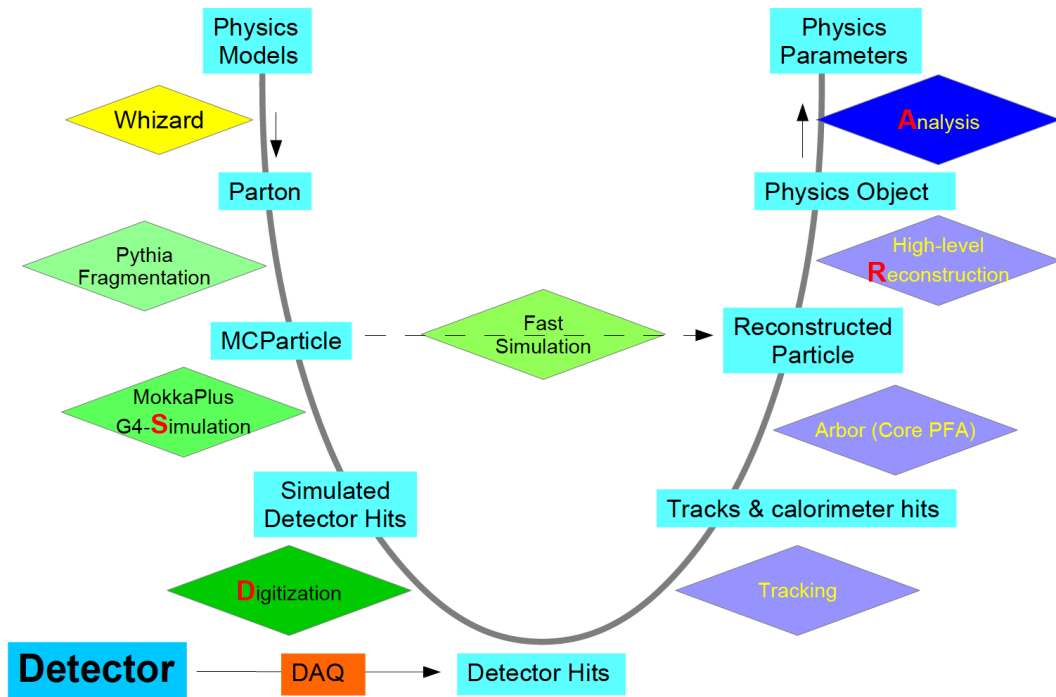 Physics
Models
Physics
Parameters
Whizard
Analysis
Parton
Physics Object
Pythia
Fragmentation
High-level
Reconstruction
MCParticle
Fast
Simulation
Reconstructed
Particle
MokkaPlus
G4-Simulation
Arbor (Core PFA)
Simulated
Detector Hits
Tracks & calorimeter hits
Digitization
Tracking
Detector
DAQ
Detector Hits